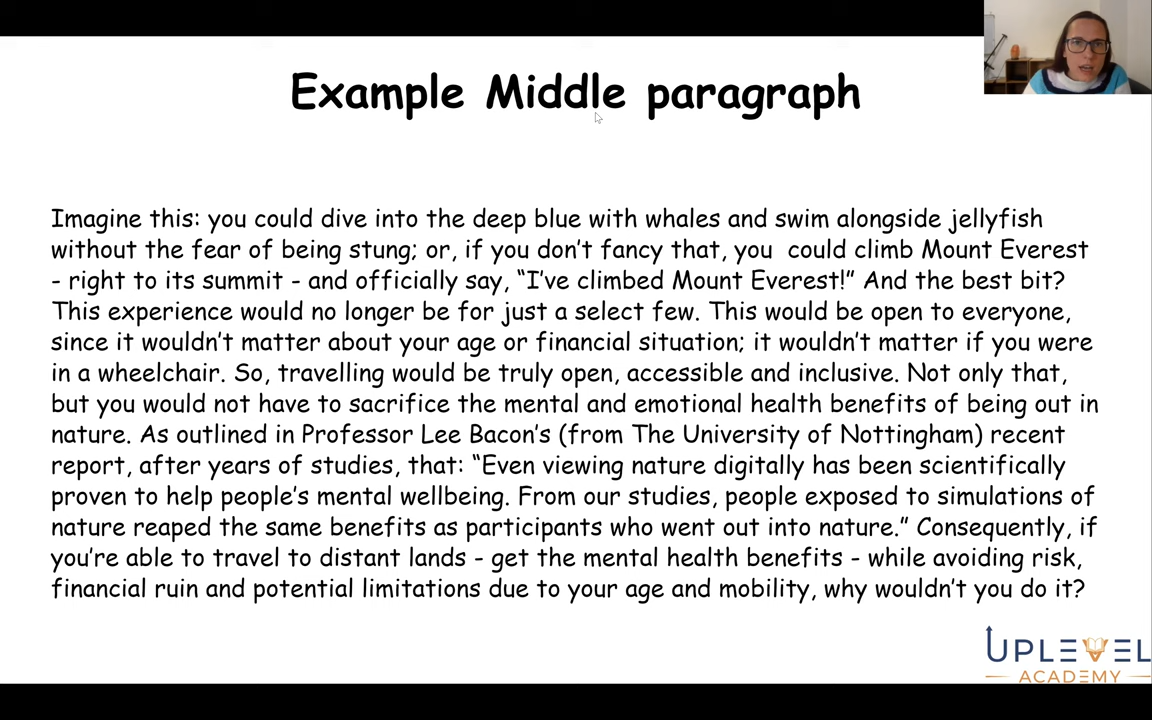 Example Middle paragraph
Imagine this: you could dive into the deep blue with whales and swim alongside jellyfish
without the fear of being stung; or, if you don’t fancy that, you  could climb Mount Everest
- right to its summit - and officially say, “I’ve climbed Mount Everest!” And the best bit?
This experience would no longer be for just a select few. This would be open to everyone,
since it wouldn’t matter about your age or financial situation; it wouldn’t matter if you were
in a wheelchair. So, travelling would be truly open, accessible and inclusive. Not only that,
but you would not have to sacrifice the mental and emotional health benefits of being out in
nature. As outlined in Professor Lee Bacon’s (from The University of Nottingham) recent
report, after years of studies, that: “Even viewing nature digitally has been scientifically
proven to help people’s mental wellbeing. From our studies, people exposed to simulations of
nature reaped the same benefits as participants who went out into nature.” Consequently, if
you’re able to travel to distant lands - get the mental health benefits - while avoiding risk,
financial ruin and potential limitations due to your age and mobility, why wouldn’t you do it?
UPLEVEL
ACADEMY